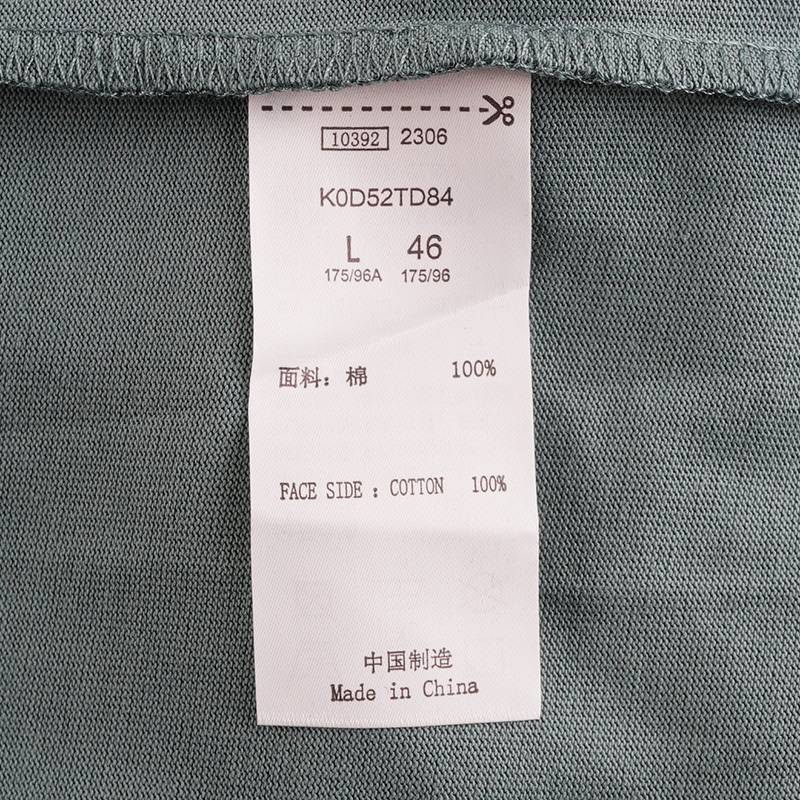 10392 2306
K0D52TD84
L 46
175/96A 175/96
面料：棉 100%
FACE SIDE : COTTON 100%
中国制造
Made in China